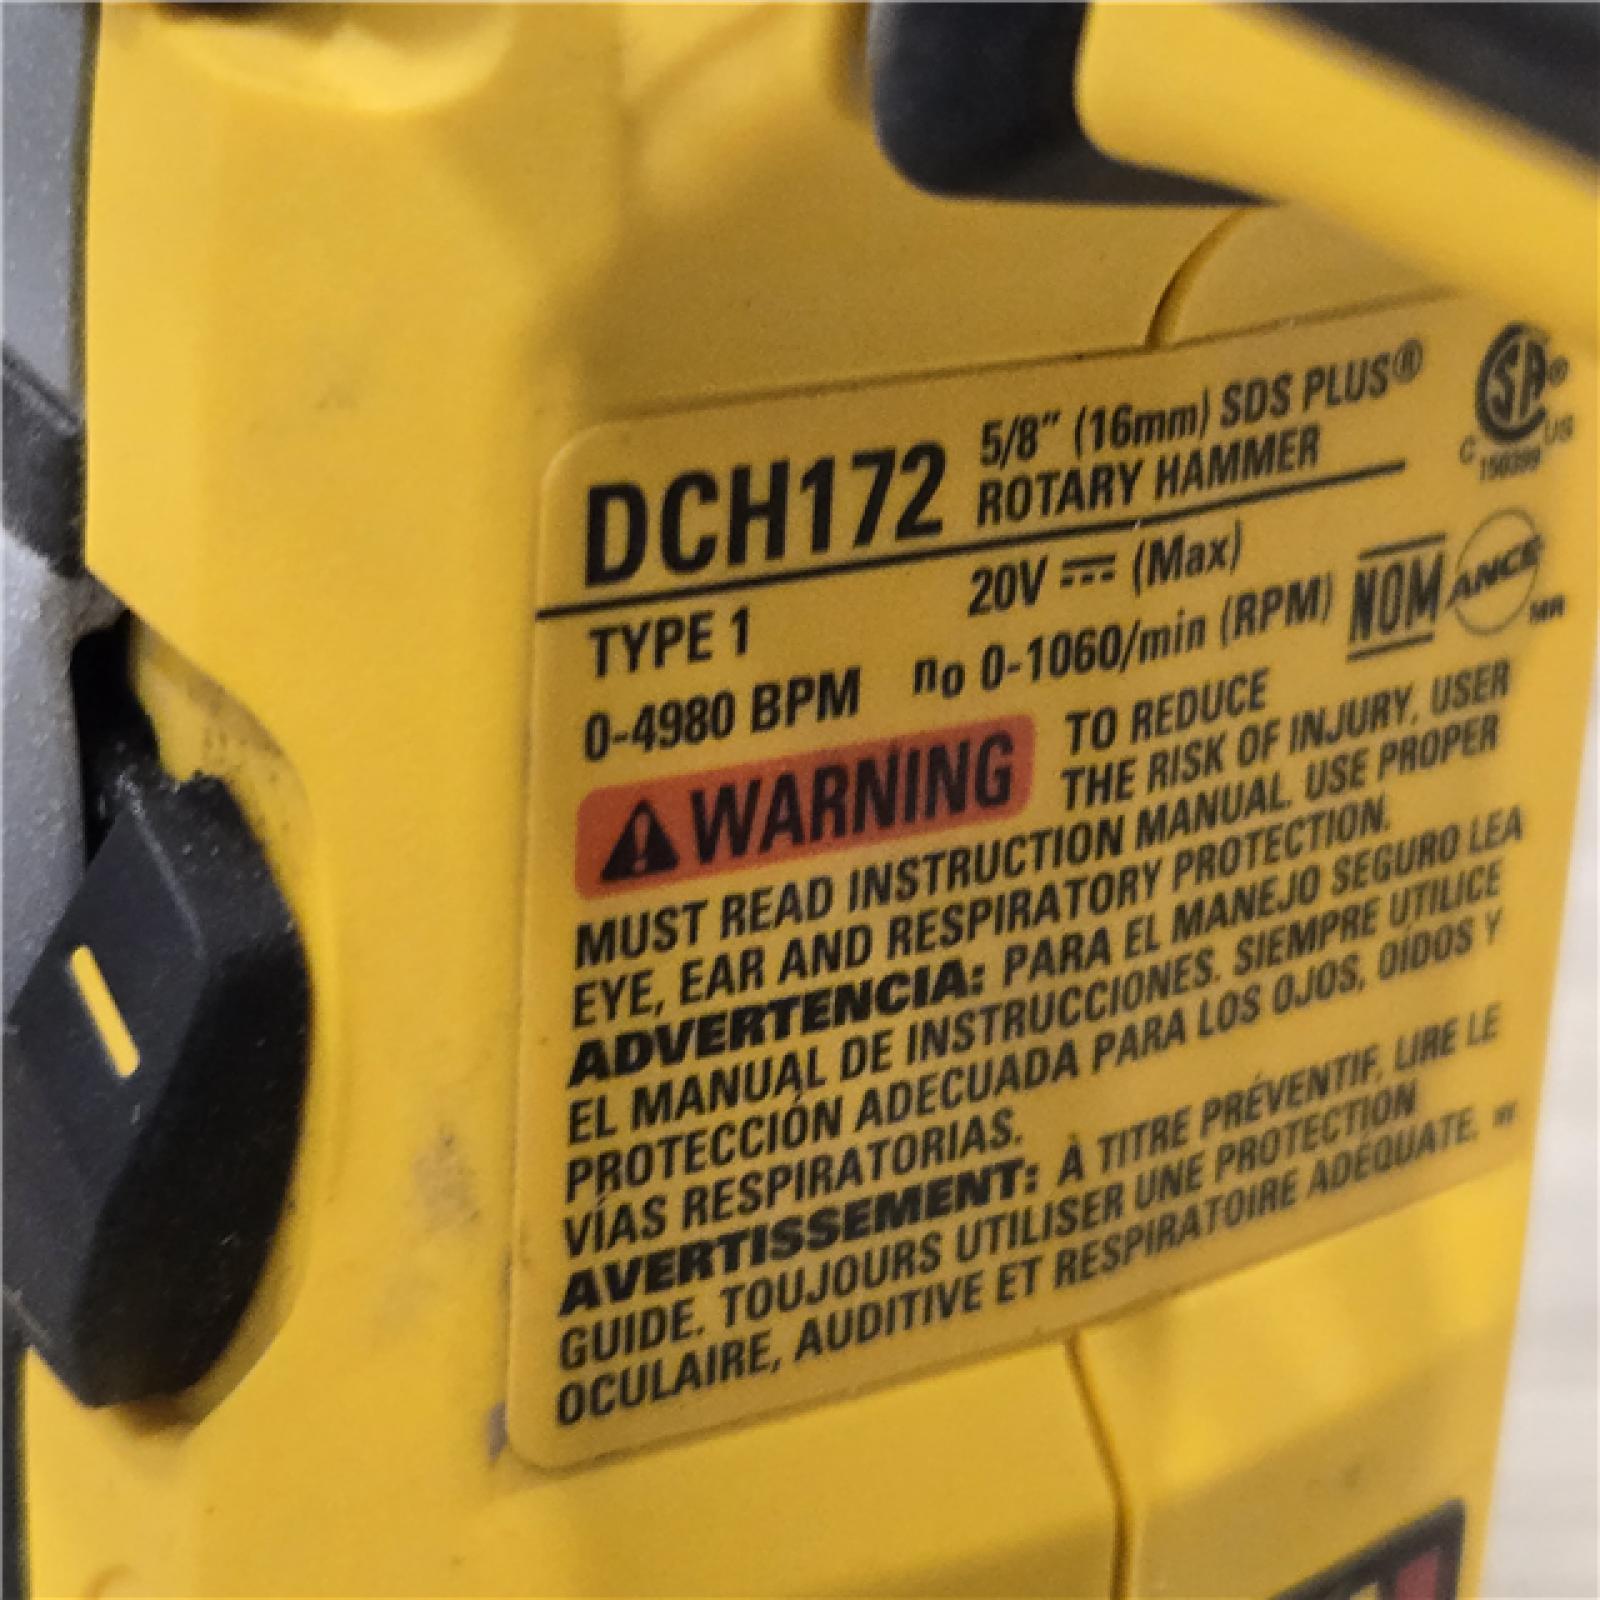 DCH172 5/8" (16mm) SDS PLUS®
ROTARY HAMMER
SA®
C US
150399
TYPE 1 20V (Max)
0-4980 BPM no 0-1060/min (RPM) NOM ANCE MR
WARNING TO REDUCE
THE RISK OF INJURY, USER
MUST READ INSTRUCTION MANUAL. USE PROPER
EYE, EAR AND RESPIRATORY PROTECTION.
ADVERTENCIA: PARA EL MANEJO SEGURO LEA
EL MANUAL DE INSTRUCCIONES. SIEMPRE UTILICE
PROTECCIÓN ADECUADA PARA LOS OJOS, OÍDOS Y
VÍAS RESPIRATORIAS.
AVERTISSEMENT: À TITRE PRÉVENTIF, LIRE LE
GUIDE. TOUJOURS UTILISER UNE PROTECTION
OCULAIRE, AUDITIVE ET RESPIRATOIRE ADÉQUATE.